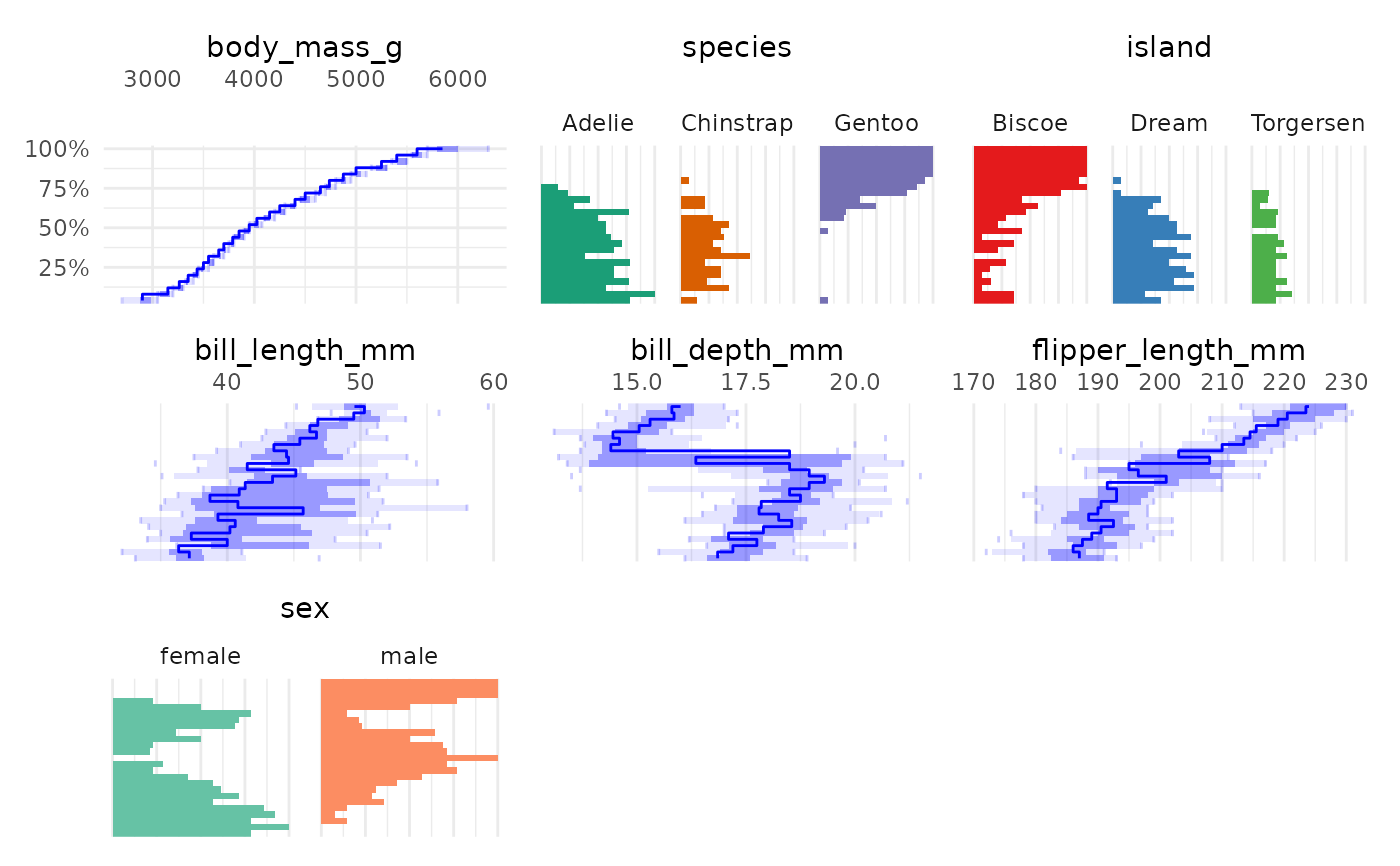 body_mass_g
3000 4000 5000 6000
100%
75%
50%
25%
species
Adelie Chinstrap Gentoo
island
Biscoe Dream Torgersen
bill_length_mm
40 50 60
bill_depth_mm
15.0 17.5 20.0
flipper_length_mm
170 180 190 200 210 220 230
sex
female male